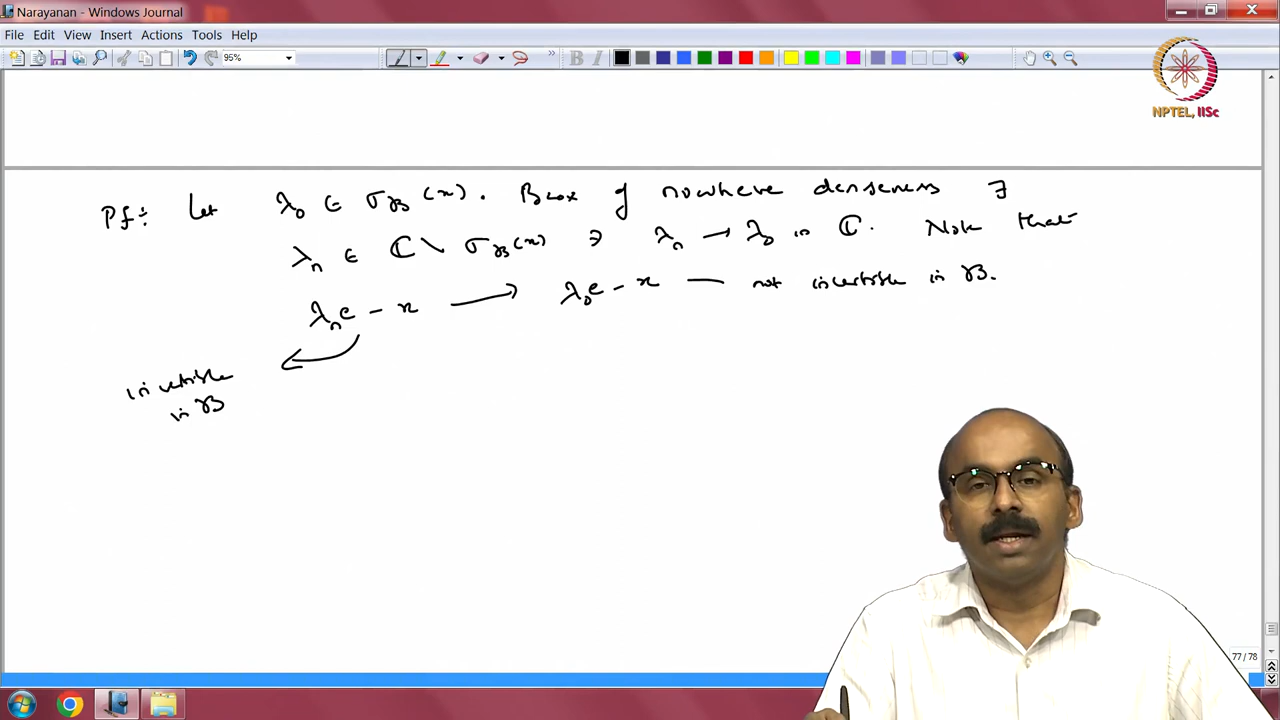 Narayanan - Windows Journal
File Edit View Insert Actions Tools Help
95%
NPTEL, IISc
Pf:- Let λ₀ ∈ σ_𝔅(x). Bcox of nowhere denseness ∃
λₙ ∈ ℂ \ σ_𝔅(x) ∋ λₙ → λ₀ in ℂ. Note that
λₙe - x → λ₀e - x — not invertible in 𝔅.
invertible
in 𝔅
77 / 78